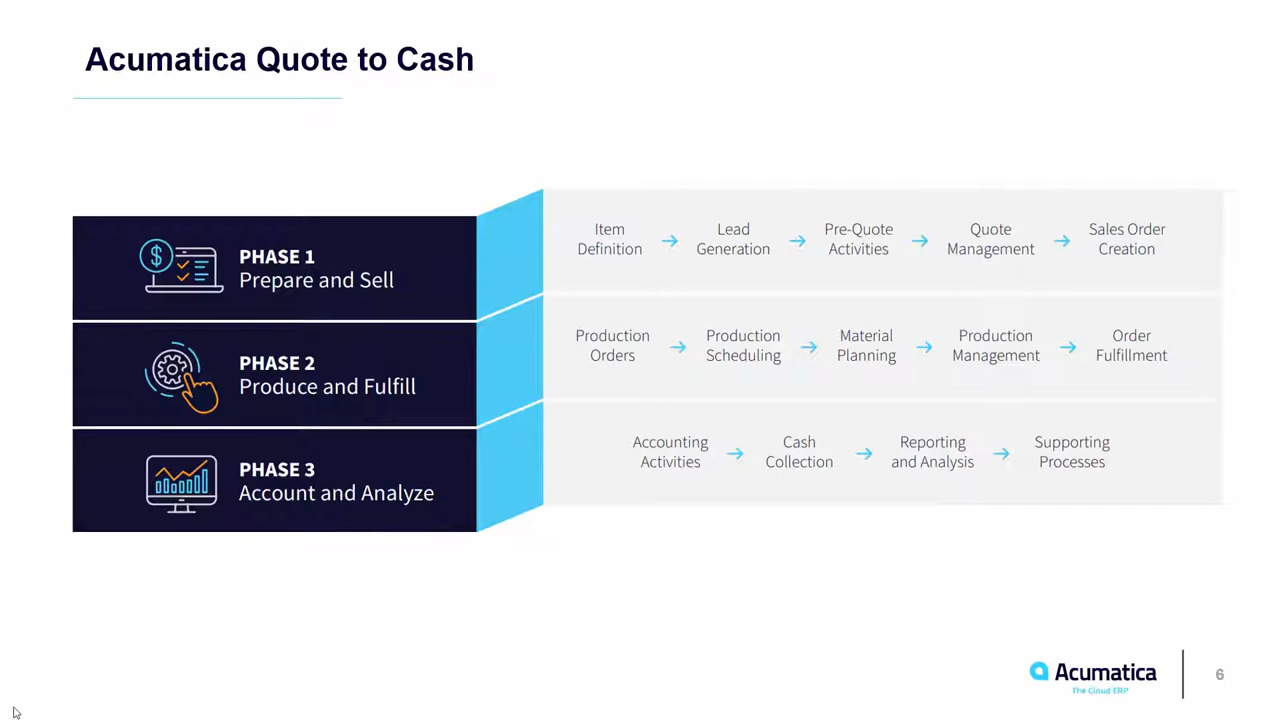 Acumatica Quote to Cash
PHASE 1
Prepare and Sell
Item
Definition
Lead
Generation
Pre-Quote
Activities
Quote
Management
Sales Order
Creation
PHASE 2
Produce and Fulfill
Production
Orders
Production
Scheduling
Material
Planning
Production
Management
Order
Fulfillment
PHASE 3
Account and Analyze
Accounting
Activities
Cash
Collection
Reporting
and Analysis
Supporting
Processes
Acumatica
The Cloud ERP
6